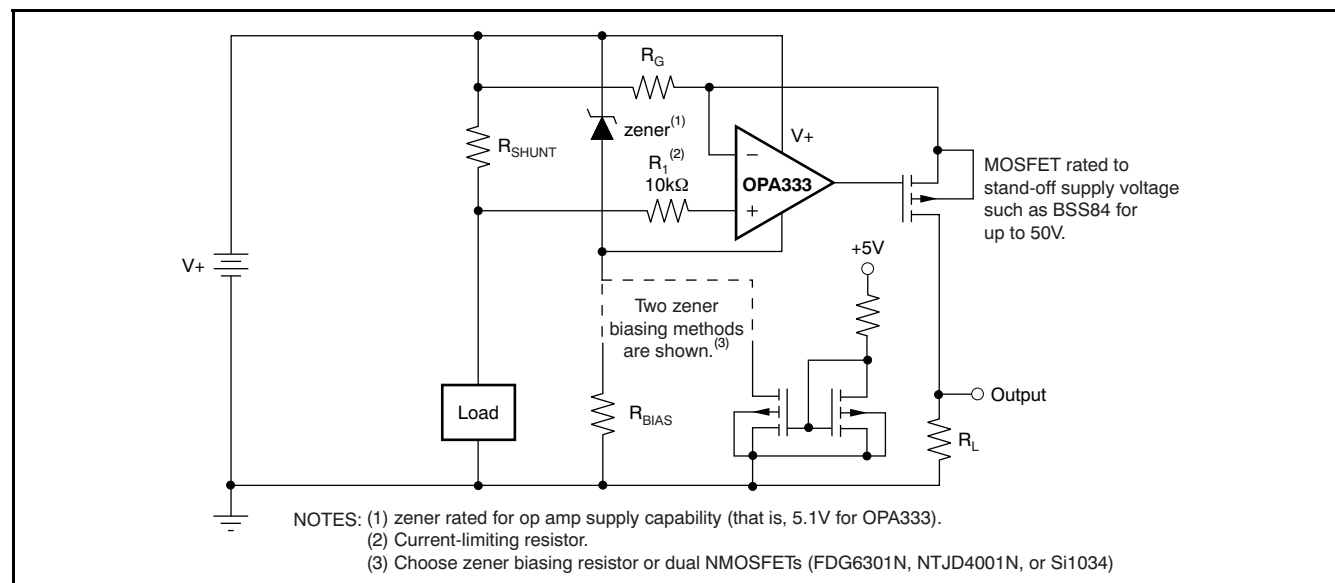 R_G
zener(1)
V+
R_SHUNT
R_1(2)
10kΩ
−
OPA333
+
MOSFET rated to
stand-off supply voltage
such as BSS84 for
up to 50V.
+5V
V+
Two zener
biasing methods
are shown.(3)
Load
R_BIAS
Output
R_L
NOTES: (1) zener rated for op amp supply capability (that is, 5.1V for OPA333).
(2) Current-limiting resistor.
(3) Choose zener biasing resistor or dual NMOSFETs (FDG6301N, NTJD4001N, or Si1034)